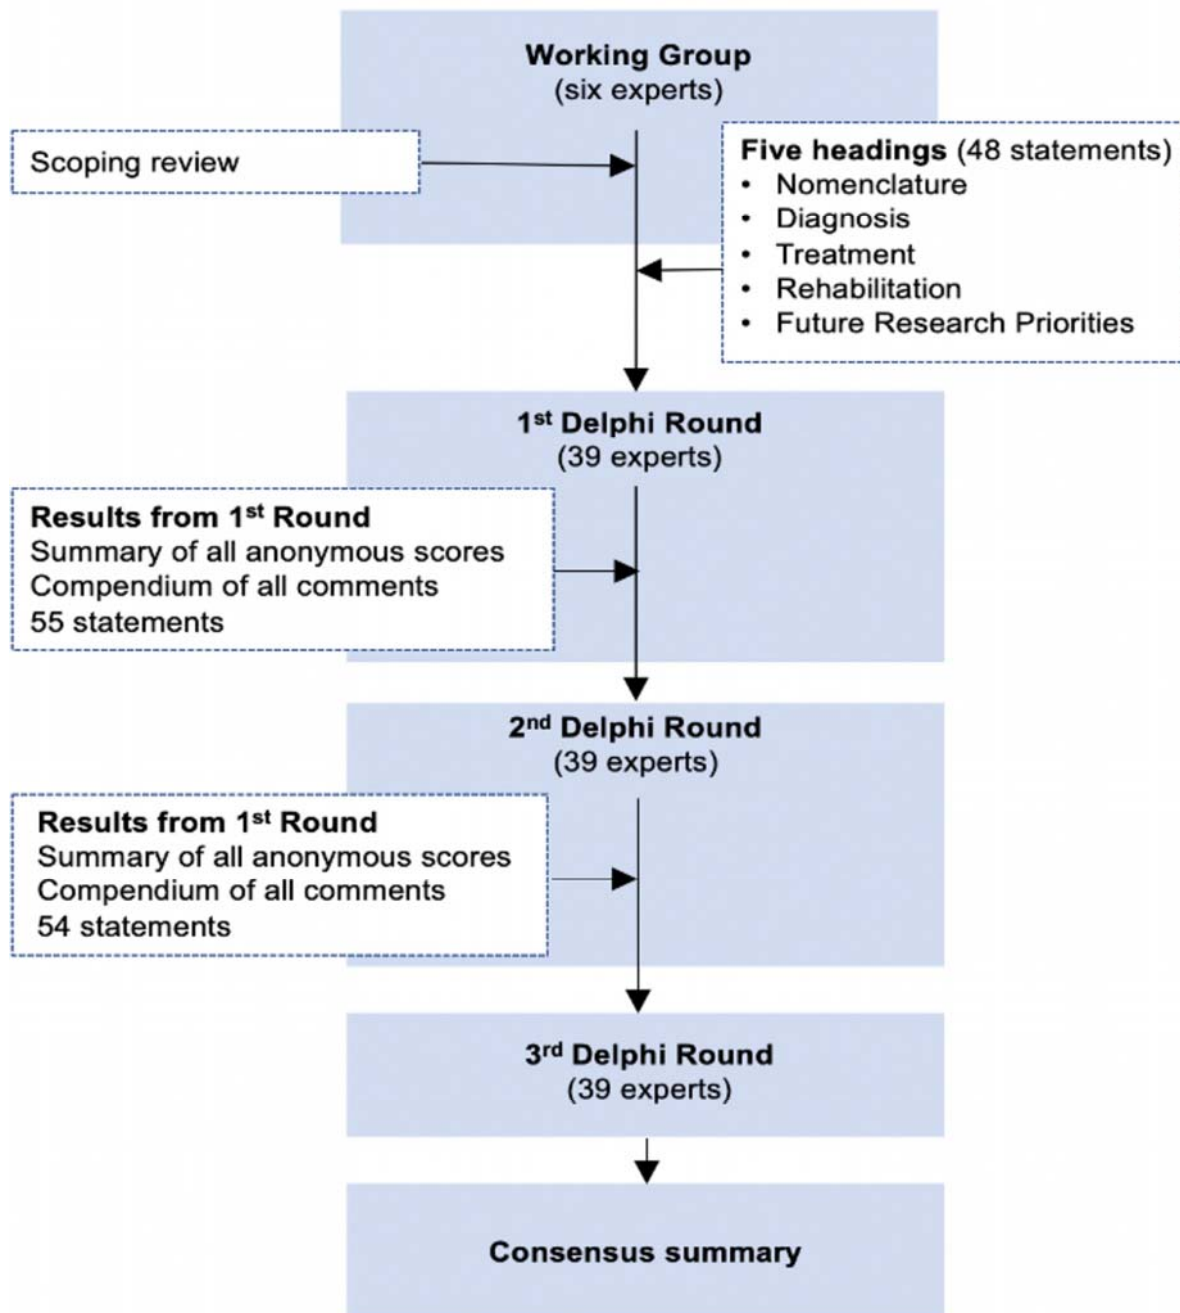 Working Group
(six experts)
Scoping review
Five headings (48 statements)
• Nomenclature
• Diagnosis
• Treatment
• Rehabilitation
• Future Research Priorities
1st Delphi Round
(39 experts)
Results from 1st Round
Summary of all anonymous scores
Compendium of all comments
55 statements
2nd Delphi Round
(39 experts)
Results from 1st Round
Summary of all anonymous scores
Compendium of all comments
54 statements
3rd Delphi Round
(39 experts)
Consensus summary